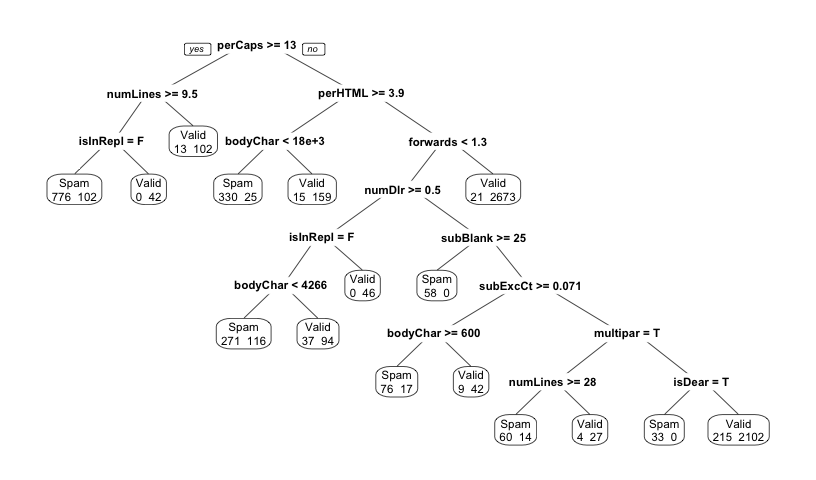 yes perCaps >= 13 no
numLines >= 9.5
perHTML >= 3.9
isInRepl = F
Valid
13 102
bodyChar < 18e+3
forwards < 1.3
Spam
776 102
Valid
0 42
Spam
330 25
Valid
15 159
numDlr >= 0.5
Valid
21 2673
isInRepl = F
subBlank >= 25
bodyChar < 4266
Valid
0 46
Spam
58 0
subExcCt >= 0.071
Spam
271 116
Valid
37 94
bodyChar >= 600
multipar = T
Spam
76 17
Valid
9 42
numLines >= 28
isDear = T
Spam
60 14
Valid
4 27
Spam
33 0
Valid
215 2102